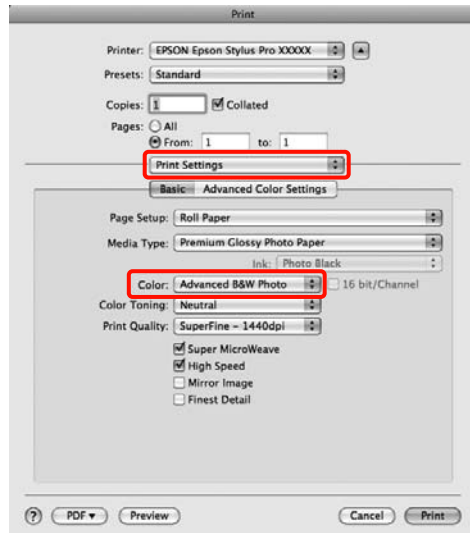 Print
Printer: EPSON Epson Stylus Pro XXXXX
Presets: Standard
Copies: 1 Collated
Pages: All
From: 1 to: 1
Print Settings
Basic Advanced Color Settings
Page Setup: Roll Paper
Media Type: Premium Glossy Photo Paper
Ink: Photo Black
Color: Advanced B&W Photo 16 bit/Channel
Color Toning: Neutral
Print Quality: SuperFine - 1440dpi
Super MicroWeave
High Speed
Mirror Image
Finest Detail
? PDF Preview Cancel Print